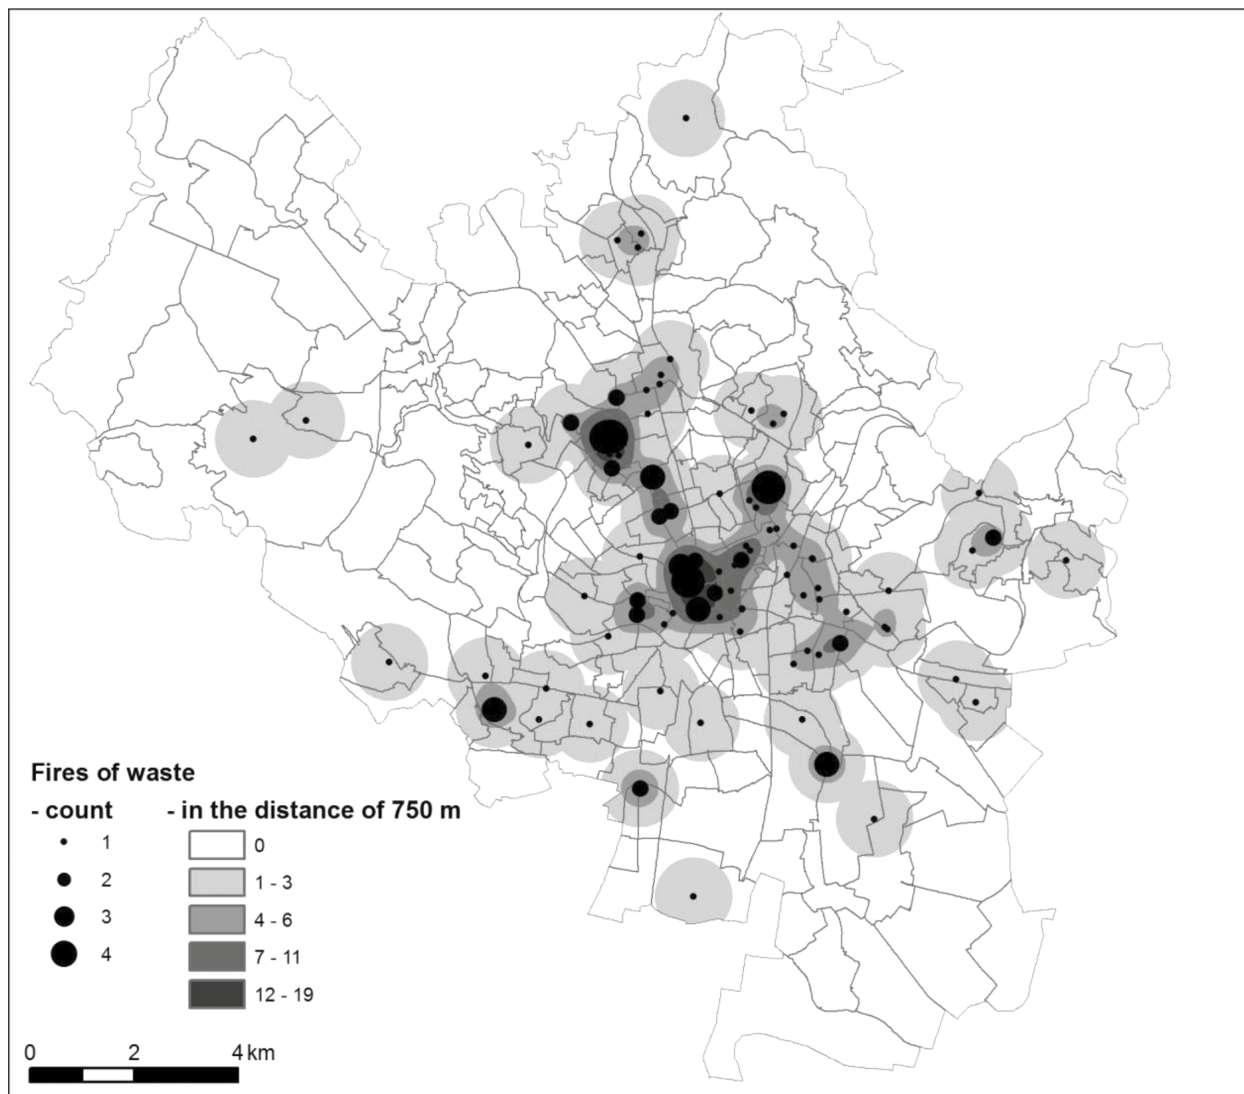 Fires of waste
- count - in the distance of 750 m
1 0
2 1 - 3
3 4 - 6
4 7 - 11
12 - 19
0 2 4 km